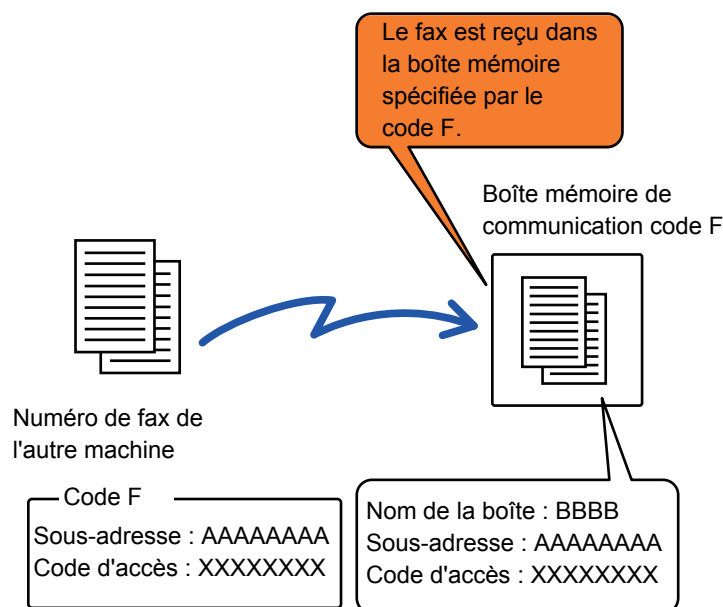 Le fax est reçu dans
la boîte mémoire
spécifiée par le
code F.
Boîte mémoire de
communication code F
Numéro de fax de
l'autre machine
Code F
Sous-adresse : AAAAAAAA
Code d'accès : XXXXXXXX
Nom de la boîte : BBBB
Sous-adresse : AAAAAAAA
Code d'accès : XXXXXXXX